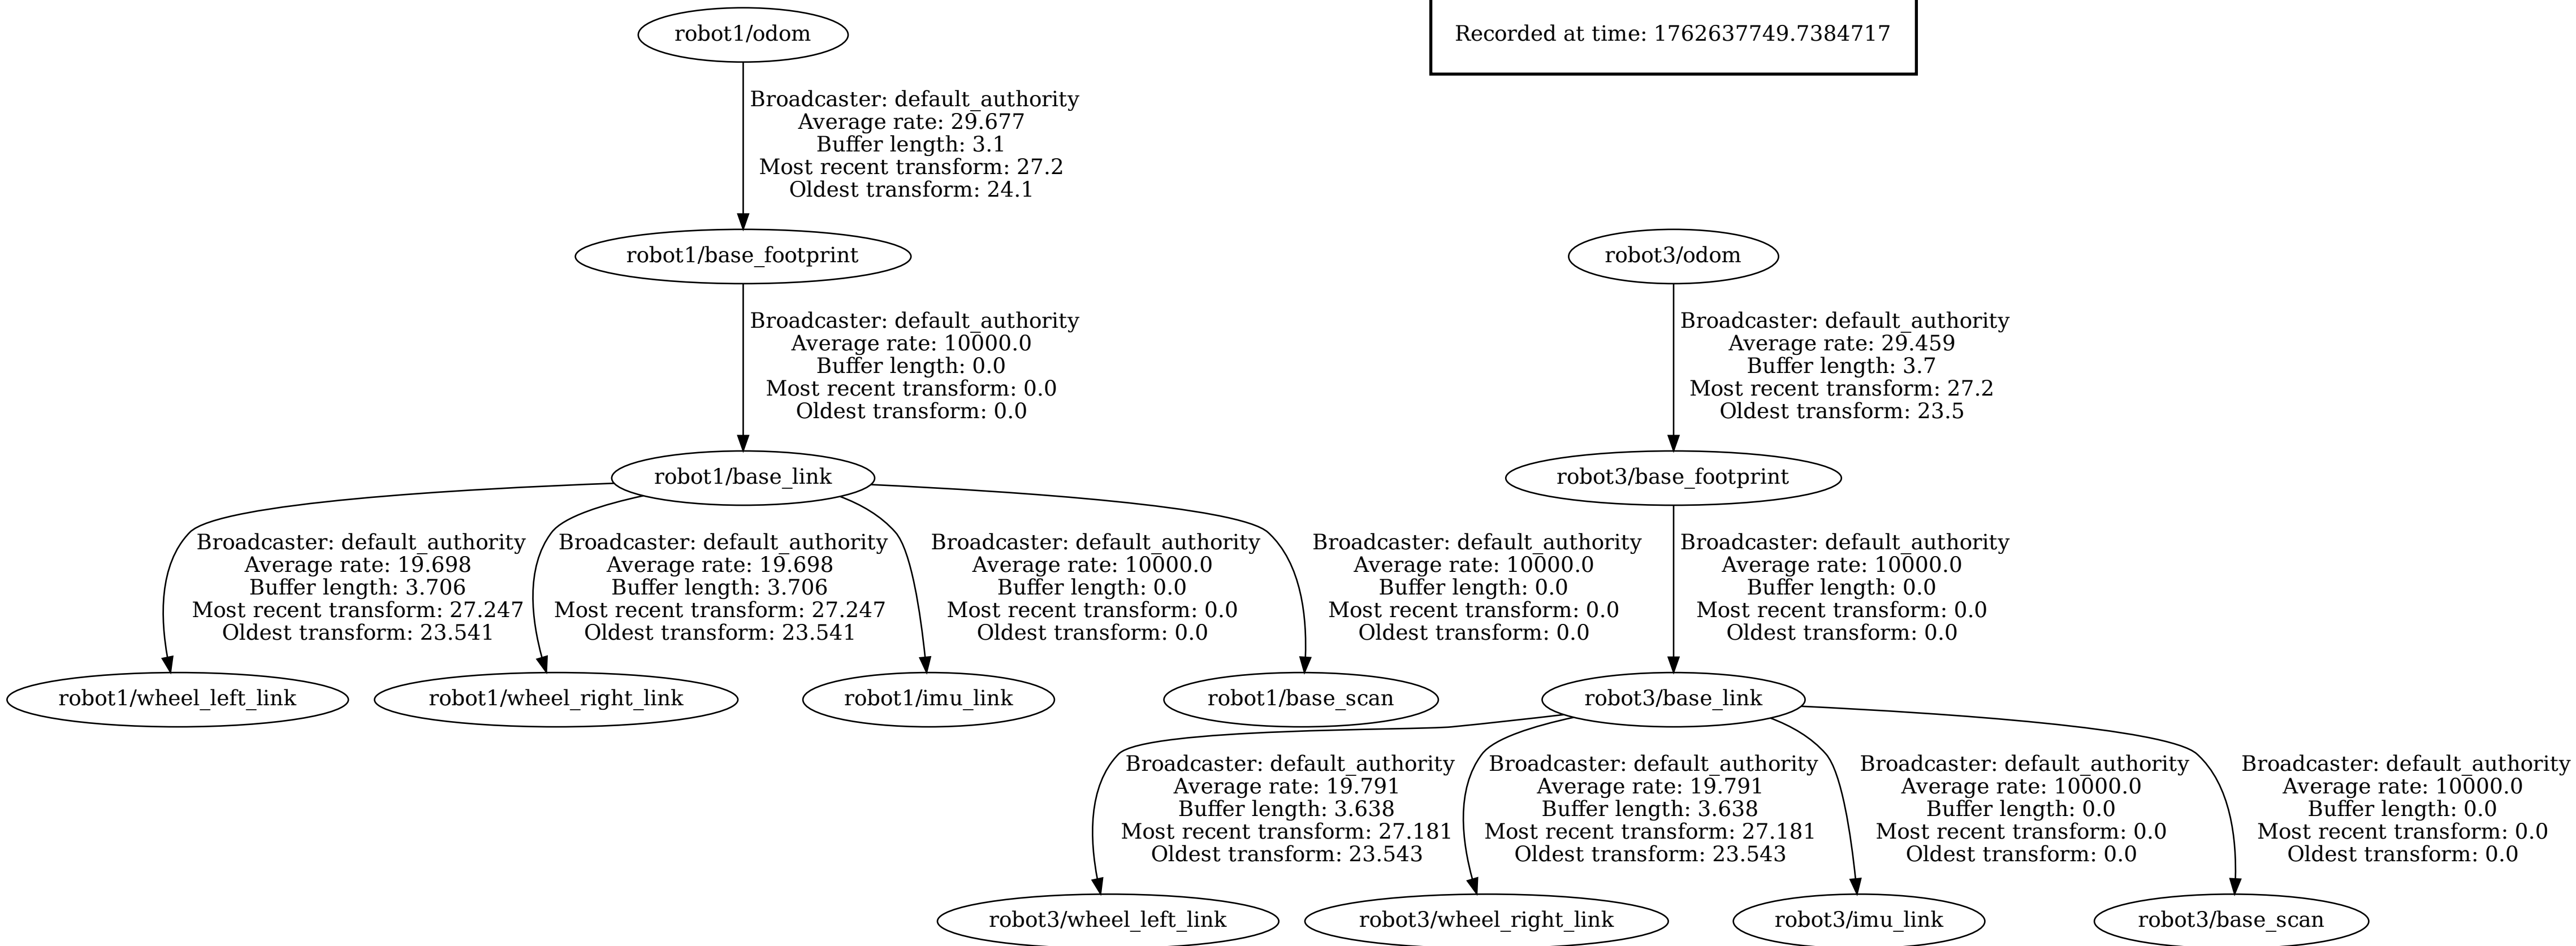 robot1/odom
Recorded at time: 1762637749.7384717
Broadcaster: default_authority
Average rate: 29.677
Buffer length: 3.1
Most recent transform: 27.2
Oldest transform: 24.1
robot1/base_footprint
robot3/odom
Broadcaster: default_authority
Average rate: 10000.0
Buffer length: 0.0
Most recent transform: 0.0
Oldest transform: 0.0
Broadcaster: default_authority
Average rate: 29.459
Buffer length: 3.7
Most recent transform: 27.2
Oldest transform: 23.5
robot1/base_link
robot3/base_footprint
Broadcaster: default_authority
Average rate: 19.698
Buffer length: 3.706
Most recent transform: 27.247
Oldest transform: 23.541
Broadcaster: default_authority
Average rate: 19.698
Buffer length: 3.706
Most recent transform: 27.247
Oldest transform: 23.541
Broadcaster: default_authority
Average rate: 10000.0
Buffer length: 0.0
Most recent transform: 0.0
Oldest transform: 0.0
Broadcaster: default_authority
Average rate: 10000.0
Buffer length: 0.0
Most recent transform: 0.0
Oldest transform: 0.0
Broadcaster: default_authority
Average rate: 10000.0
Buffer length: 0.0
Most recent transform: 0.0
Oldest transform: 0.0
robot1/wheel_left_link
robot1/wheel_right_link
robot1/imu_link
robot1/base_scan
robot3/base_link
Broadcaster: default_authority
Average rate: 19.791
Buffer length: 3.638
Most recent transform: 27.181
Oldest transform: 23.543
Broadcaster: default_authority
Average rate: 19.791
Buffer length: 3.638
Most recent transform: 27.181
Oldest transform: 23.543
Broadcaster: default_authority
Average rate: 10000.0
Buffer length: 0.0
Most recent transform: 0.0
Oldest transform: 0.0
Broadcaster: default_authority
Average rate: 10000.0
Buffer length: 0.0
Most recent transform: 0.0
Oldest transform: 0.0
robot3/wheel_left_link
robot3/wheel_right_link
robot3/imu_link
robot3/base_scan